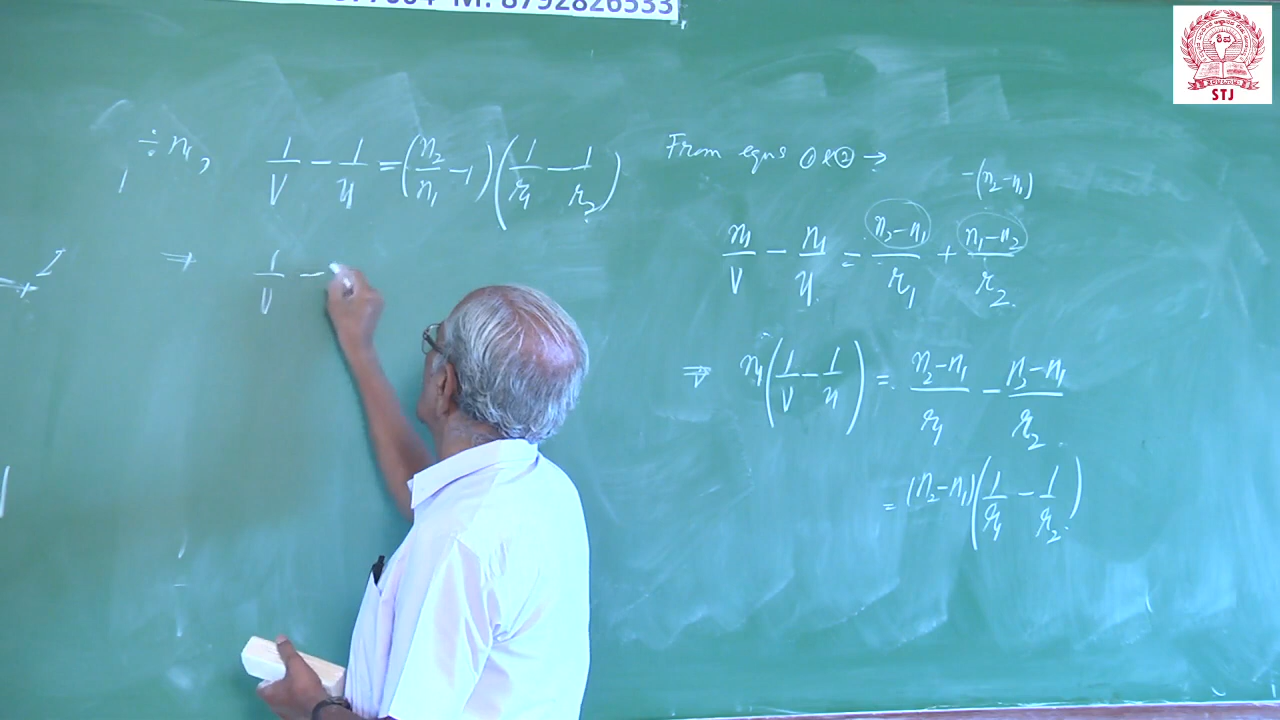 M: 8792826533
STJ
÷ n₁, 1/v − 1/u = (n₂/n₁ − 1)(1/r₁ − 1/r₂)
⇒ 1/v −
From eqns ① & ② →
−(n₂−n₁)
n₁/v − n₁/u = n₂−n₁/r₁ + n₁−n₂/r₂.
⇒ n₁(1/v − 1/u) = n₂−n₁/r₁ − n₂−n₁/r₂.
= (n₂−n₁)(1/r₁ − 1/r₂.)